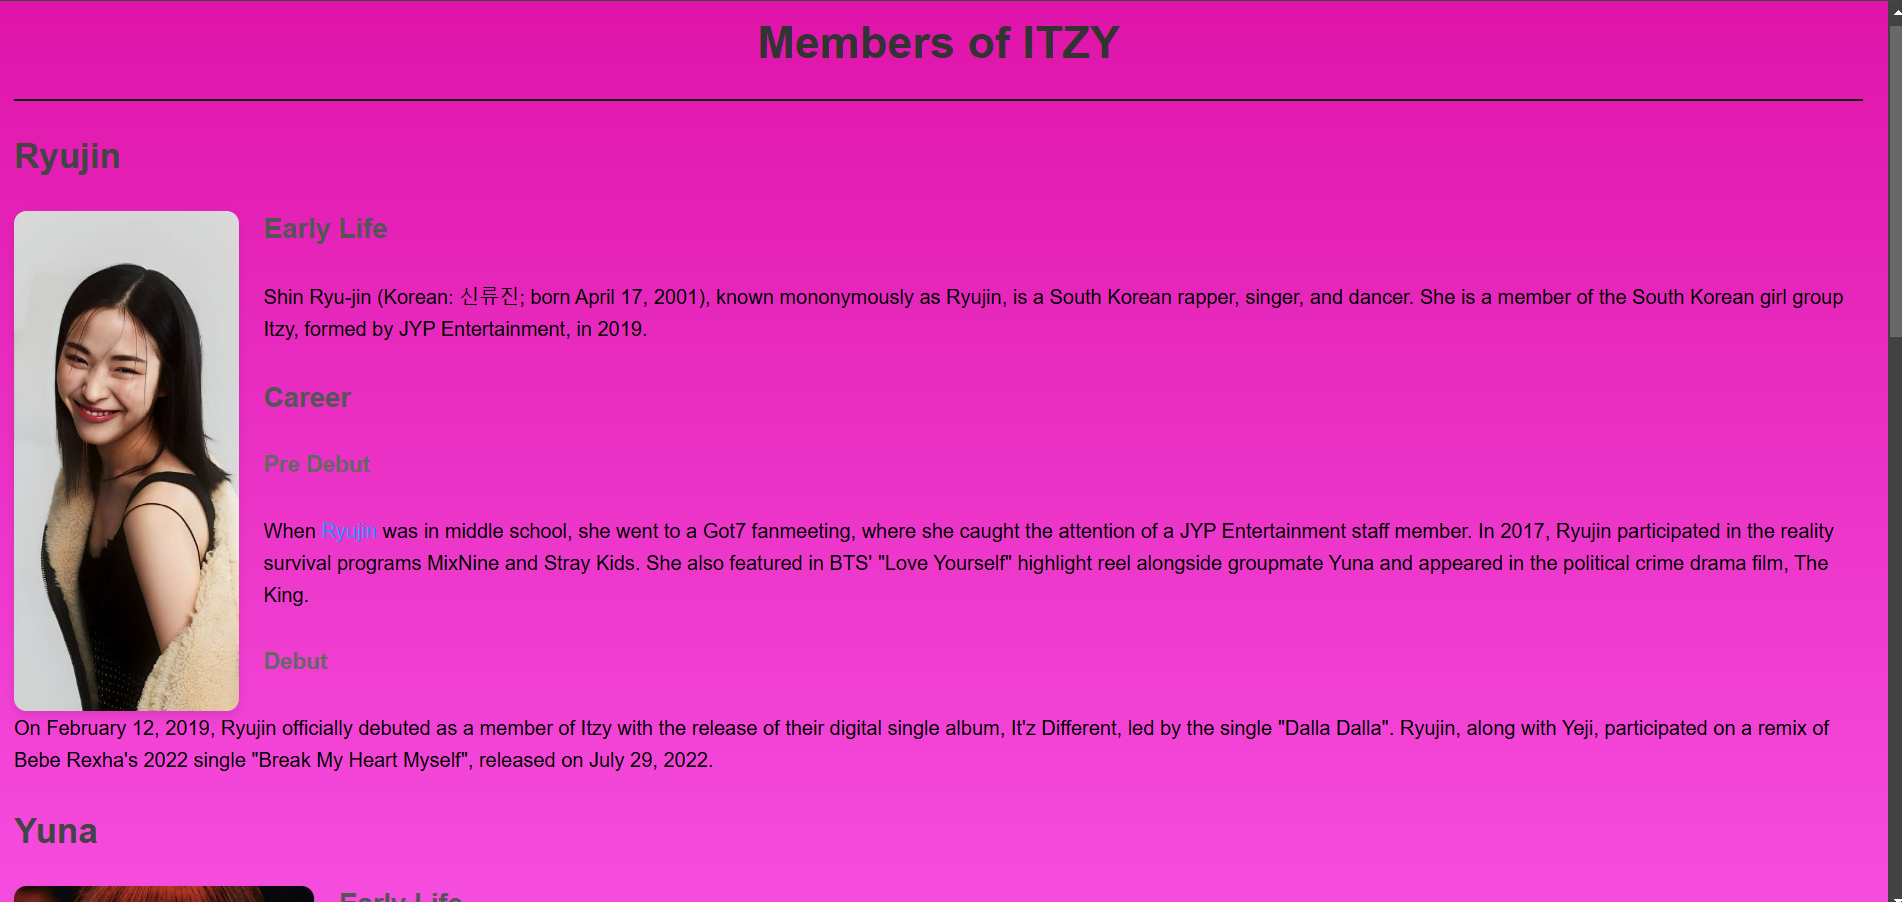 Members of ITZY
Ryujin
Early Life
Shin Ryu-jin (Korean: 신류진; born April 17, 2001), known mononymously as Ryujin, is a South Korean rapper, singer, and dancer. She is a member of the South Korean girl group
Itzy, formed by JYP Entertainment, in 2019.
Career
Pre Debut
When Ryujin was in middle school, she went to a Got7 fanmeeting, where she caught the attention of a JYP Entertainment staff member. In 2017, Ryujin participated in the reality
survival programs MixNine and Stray Kids. She also featured in BTS' "Love Yourself" highlight reel alongside groupmate Yuna and appeared in the political crime drama film, The
King.
Debut
On February 12, 2019, Ryujin officially debuted as a member of Itzy with the release of their digital single album, It'z Different, led by the single "Dalla Dalla". Ryujin, along with Yeji, participated on a remix of
Bebe Rexha's 2022 single "Break My Heart Myself", released on July 29, 2022.
Yuna
Early Life